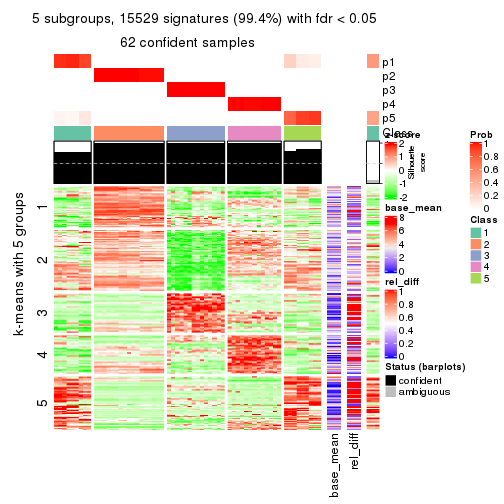 5 subgroups, 15529 signatures (99.4%) with fdr < 0.05
62 confident samples
p1
p2
p3
p4
p5
Class
z-score
2
1
0
-1
-2
Silhouette
score
base_mean
8
6
4
2
0
rel_diff
1
0.8
0.6
0.4
0.2
0
Status (barplots)
confident
ambiguous
Prob
1
0.8
0.6
0.4
0.2
0
Class
1
2
3
4
5
k-means with 5 groups
1
2
3
4
5
base_mean
rel_diff